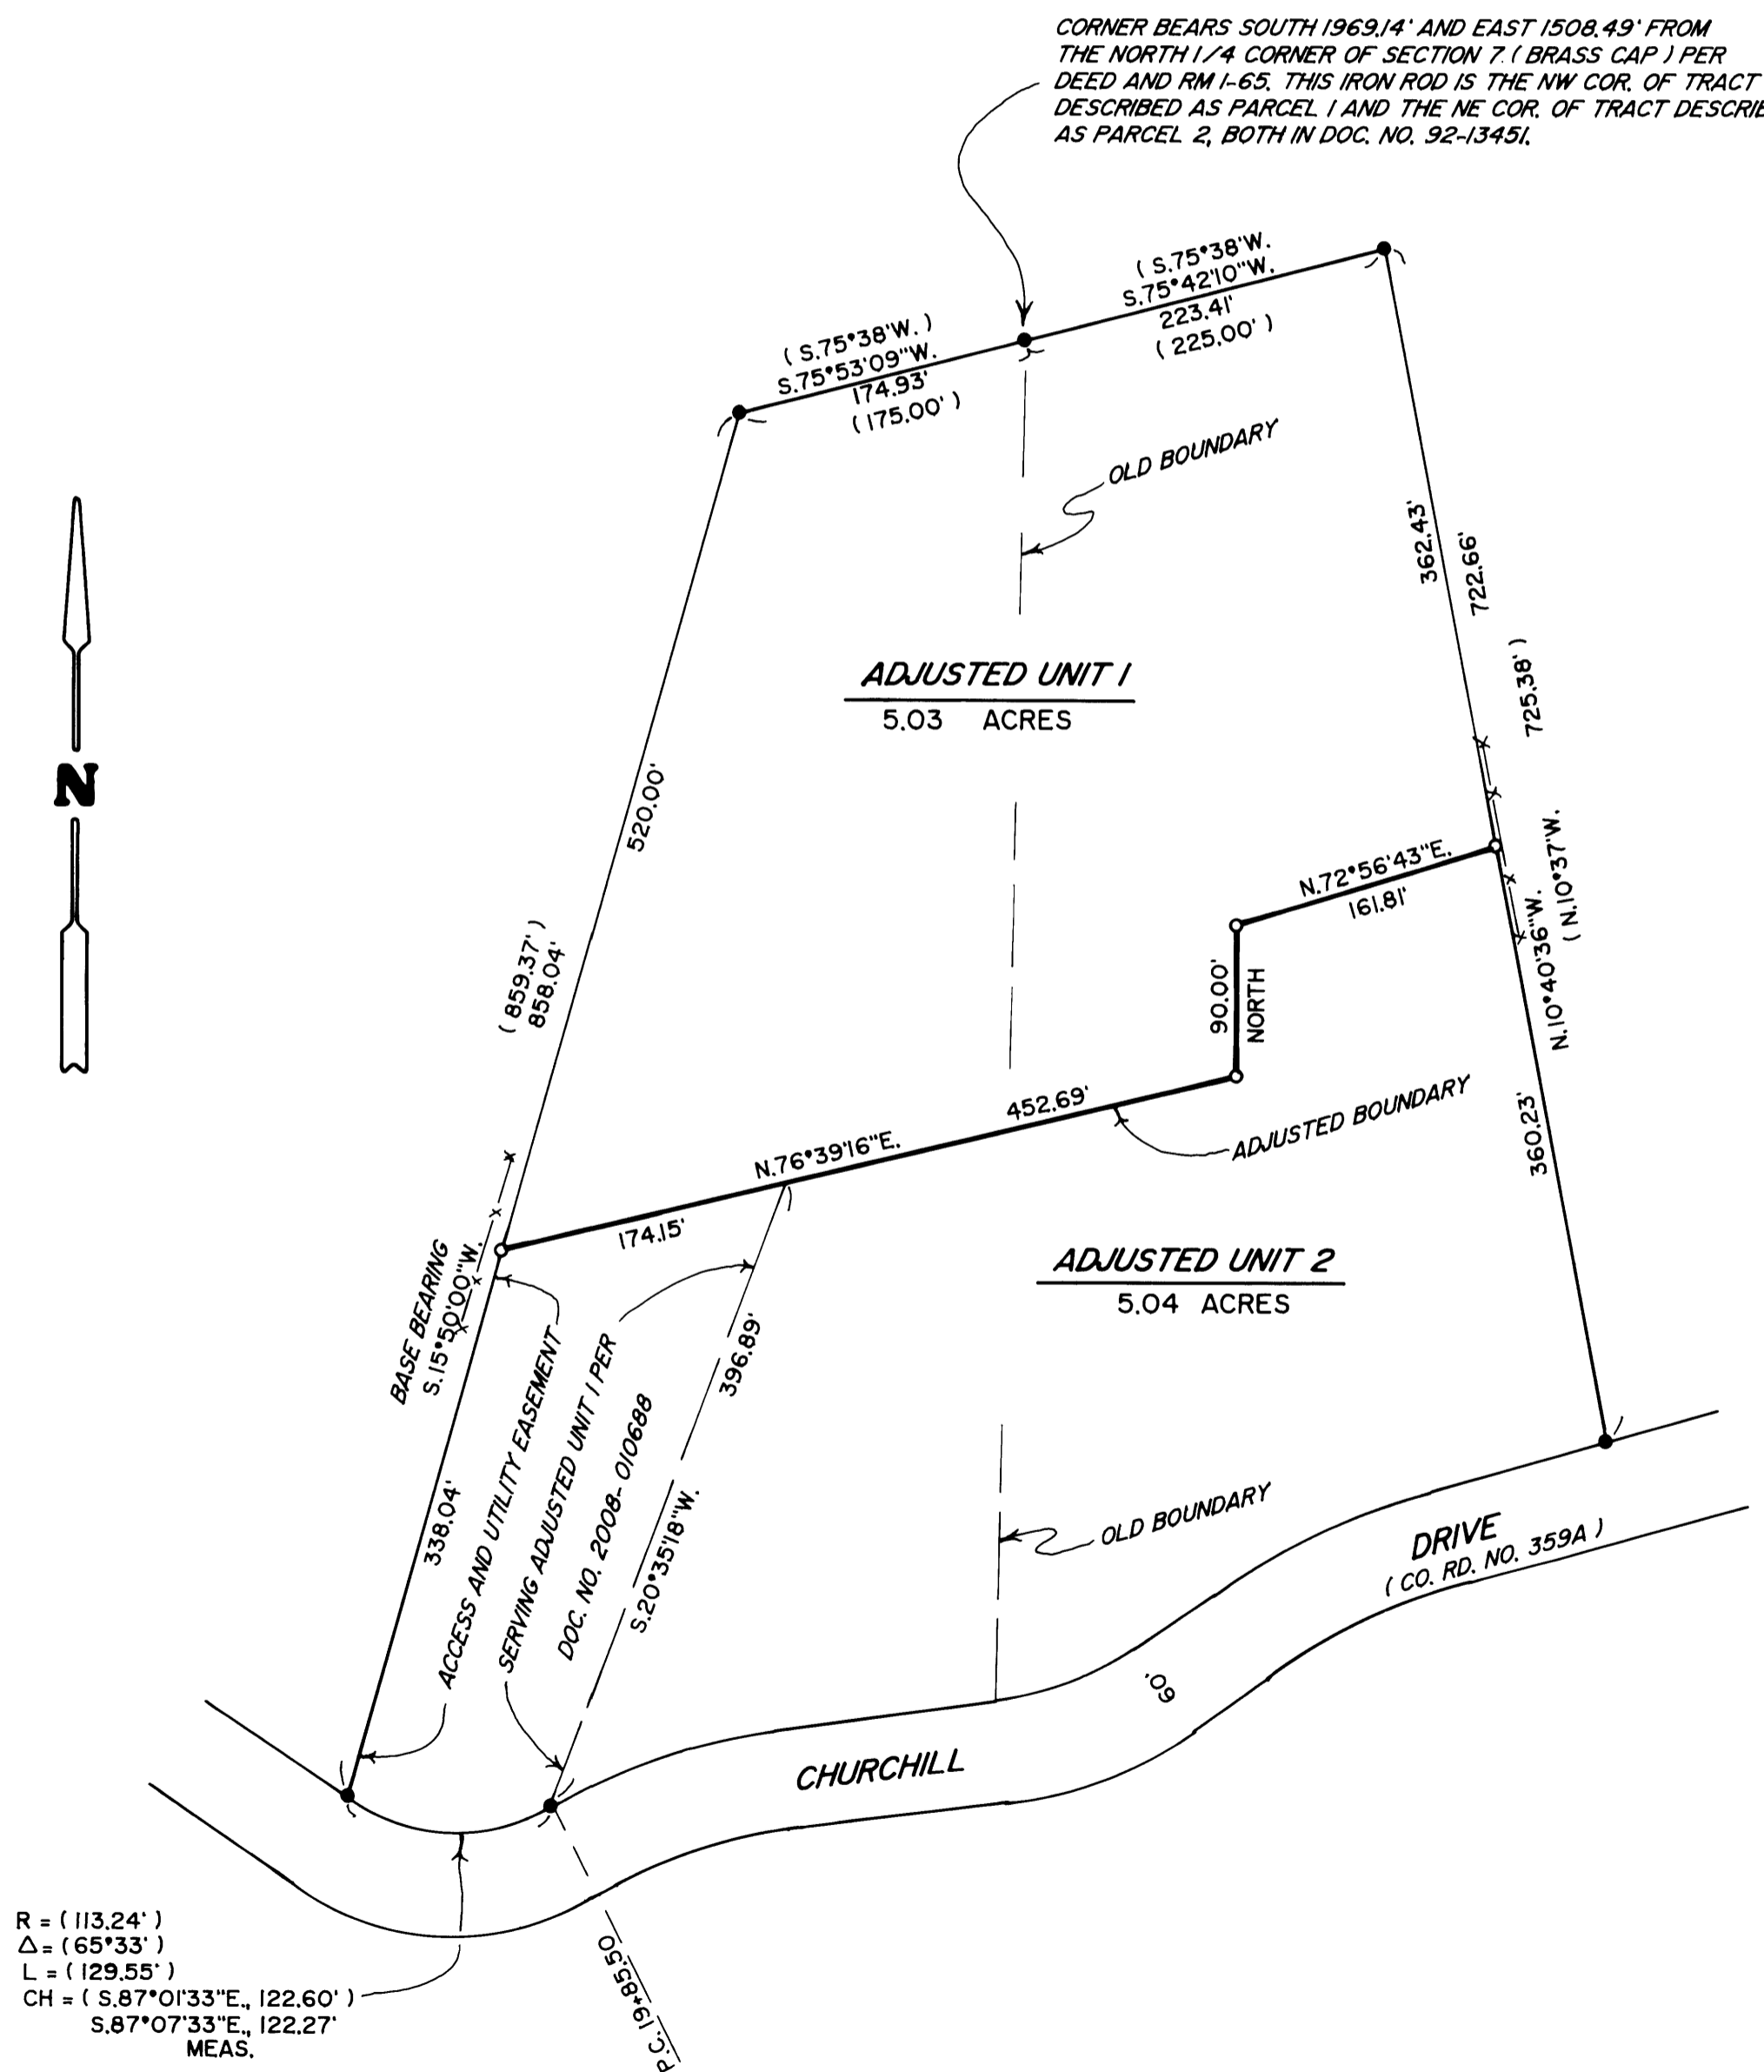 CORNER BEARS SOUTH 1969.14' AND EAST 1508.49' FROM
THE NORTH 1/4 CORNER OF SECTION 7. ( BRASS CAP ) PER
DEED AND RM 1-65. THIS IRON ROD IS THE NW COR. OF TRACT
DESCRIBED AS PARCEL 1 AND THE NE COR. OF TRACT DESCRIBE
AS PARCEL 2, BOTH IN DOC. NO. 92-13451.
( S.75°38'W.
S.75°42'10"W.
223.41'
( 225.00' )
( S.75°38'W. )
S.75°53'09"W.
174.93'
( 175.00' )
OLD BOUNDARY
362.43'
722.66'
725.38' )
ADJUSTED UNIT 1
5.03 ACRES
N
520.00'
( 859.37' )
858.04'
N.72°56'43"E.
161.81'
N.10°40'36"W.
( N.10°37'W.
90.00'
NORTH
452.69'
N.76°39'16"E.
ADJUSTED BOUNDARY
360.23'
174.15'
BASE BEARING
S.15°50'00"W.
ADJUSTED UNIT 2
5.04 ACRES
396.89'
S.20°35'18"W.
338.04'
ACCESS AND UTILITY EASEMENT
SERVING ADJUSTED UNIT 1 PER
DOC. NO. 2008-010688
OLD BOUNDARY
DRIVE
( CO. RD. NO. 359A )
60'
CHURCHILL
R = ( 113.24' )
Δ = ( 65°33' )
L = ( 129.55' )
CH = ( S.87°01'33"E., 122.60' )
S.87°07'33"E., 122.27'
MEAS.
P.C. 19+85.50